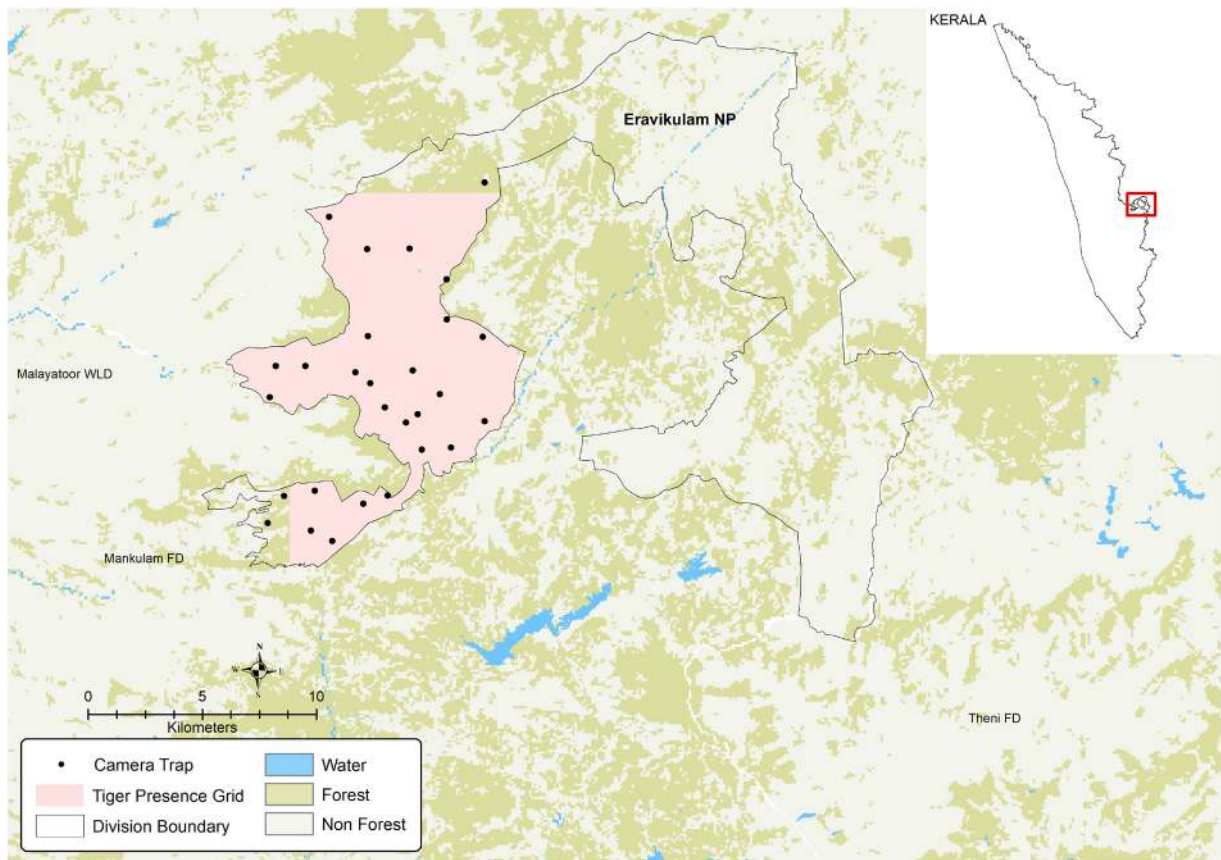 KERALA
Eravikulam NP
Malayatoor WLD
Mankulam FD
Theni FD
N
W E
S
0 5 10
Kilometers
Camera Trap
Tiger Presence Grid
Division Boundary
Water
Forest
Non Forest